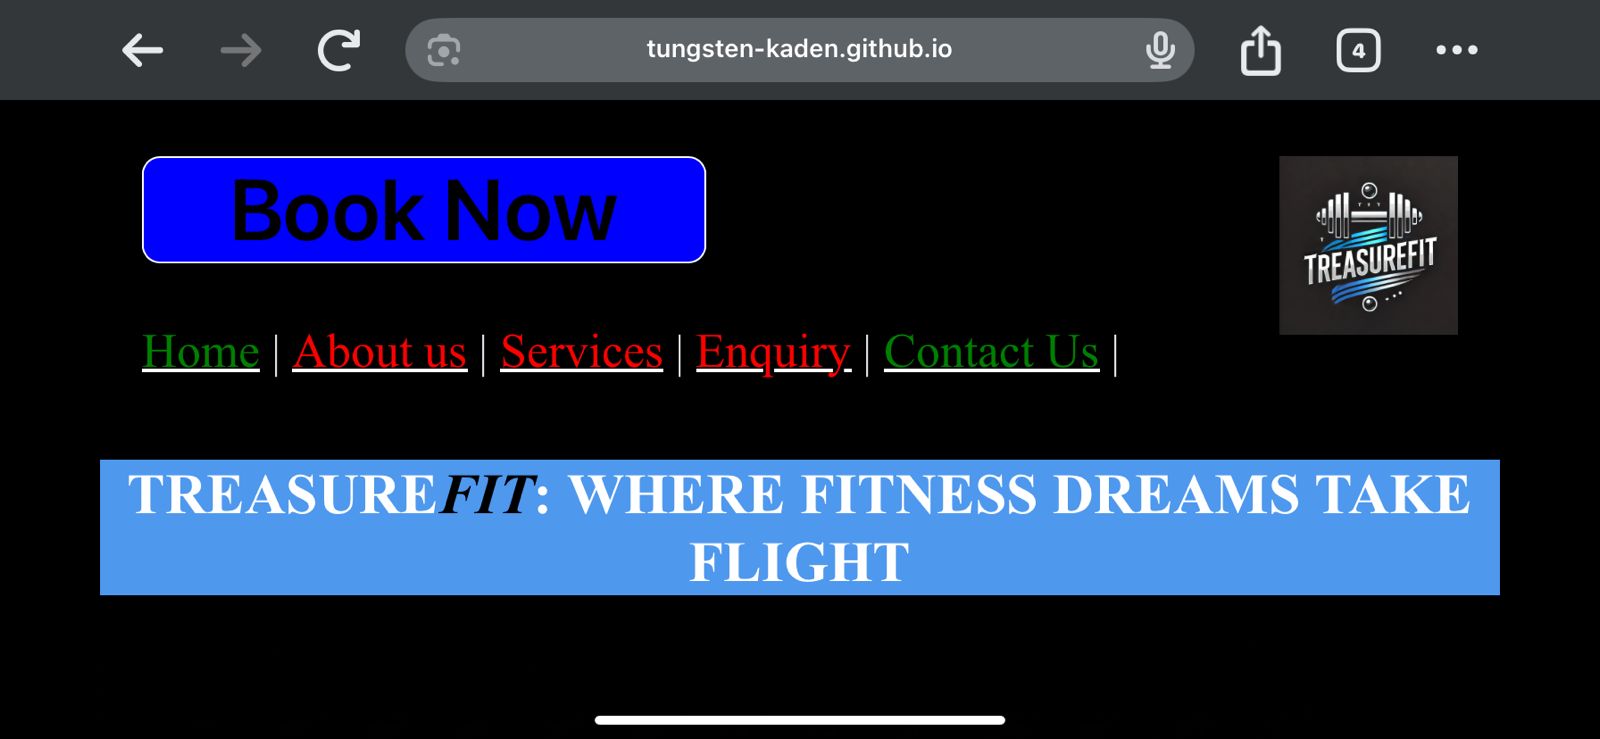 tungsten-kaden.github.io
4
Book Now
TREASUREFIT
Home | About us | Services | Enquiry | Contact Us |
TREASUREFIT: WHERE FITNESS DREAMS TAKE
FLIGHT